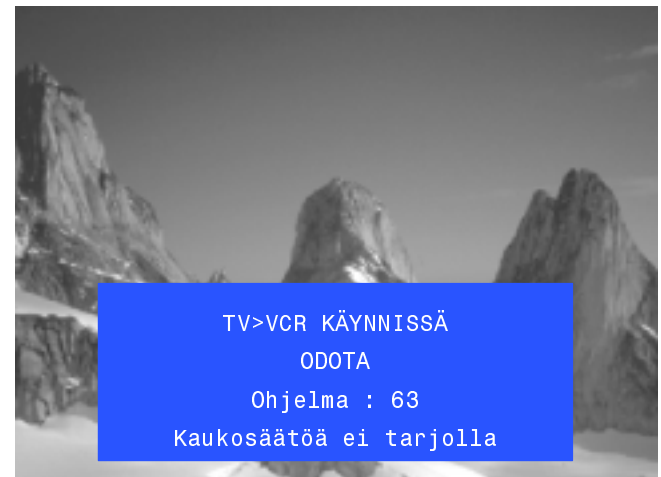 TV>VCR KÄYNNISSÄ
ODOTA
Ohjelma : 63
Kaukosäätöä ei tarjolla